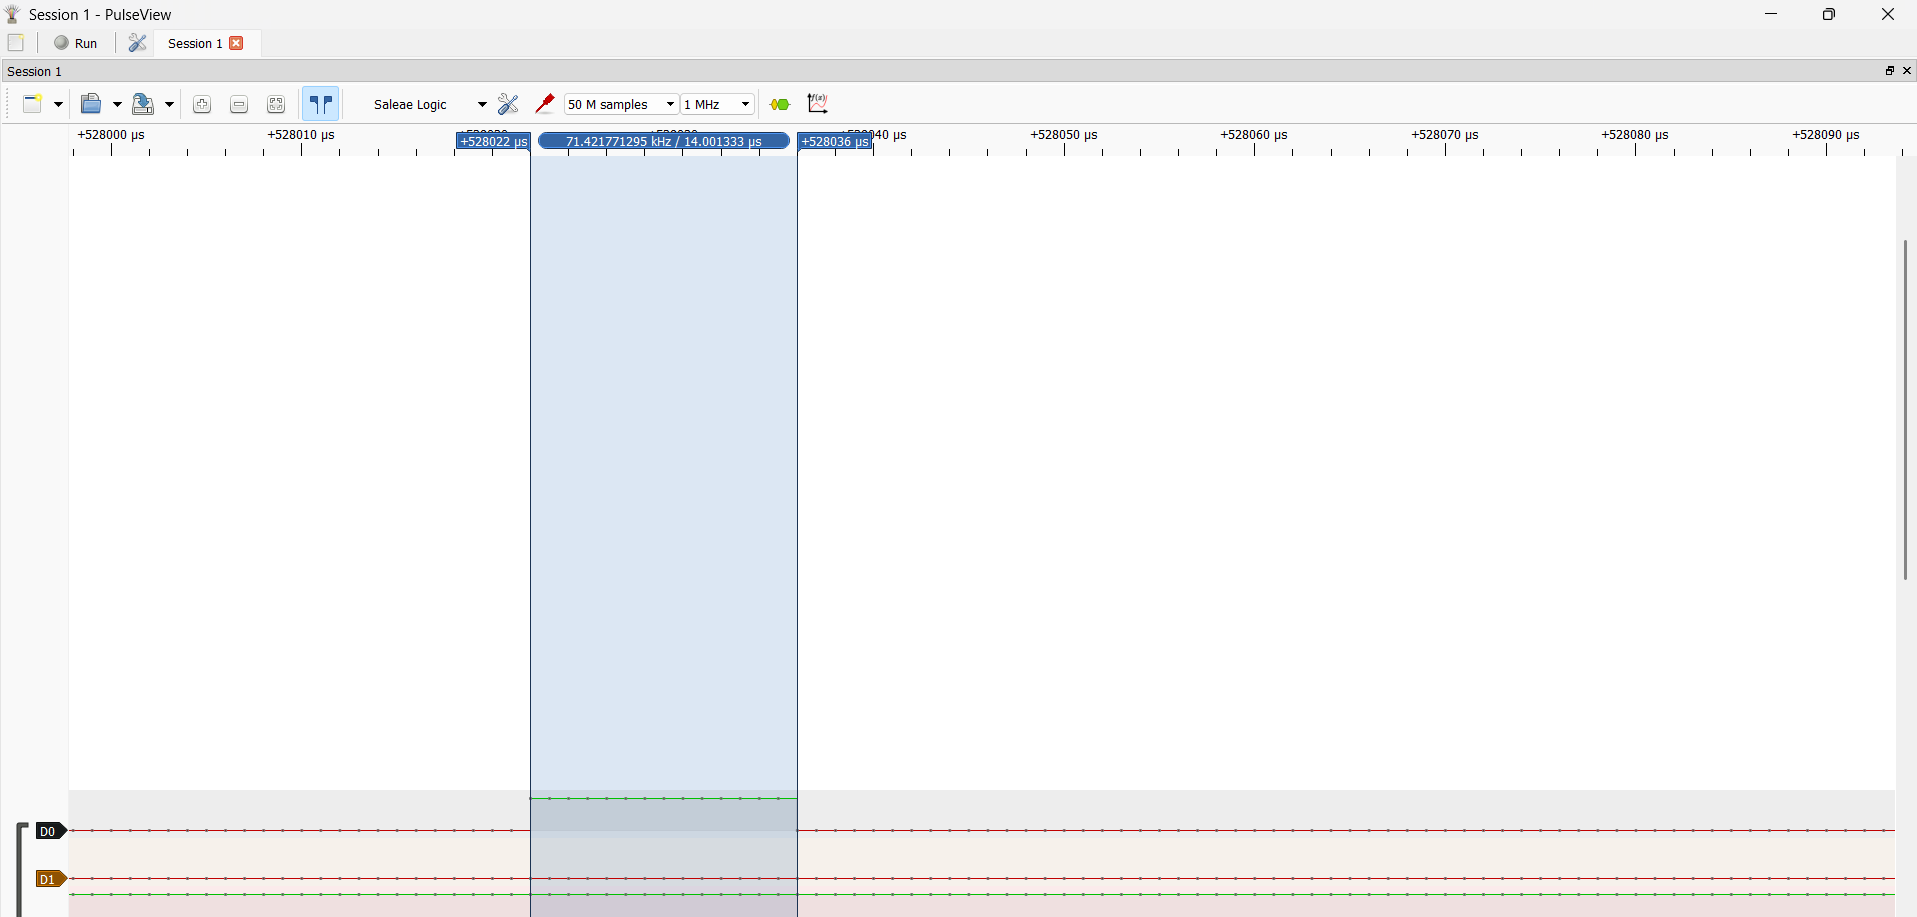 Session 1 - PulseView
Run
Session 1
Session 1
Saleae Logic
50 M samples
1 MHz
+528000 µs
+528010 µs
+528050 µs
+528060 µs
+528070 µs
+528080 µs
+528090 µs
+528022 µs
71.421771295 kHz / 14.001333 µs
+528036 µs
40 µs
D0
D1